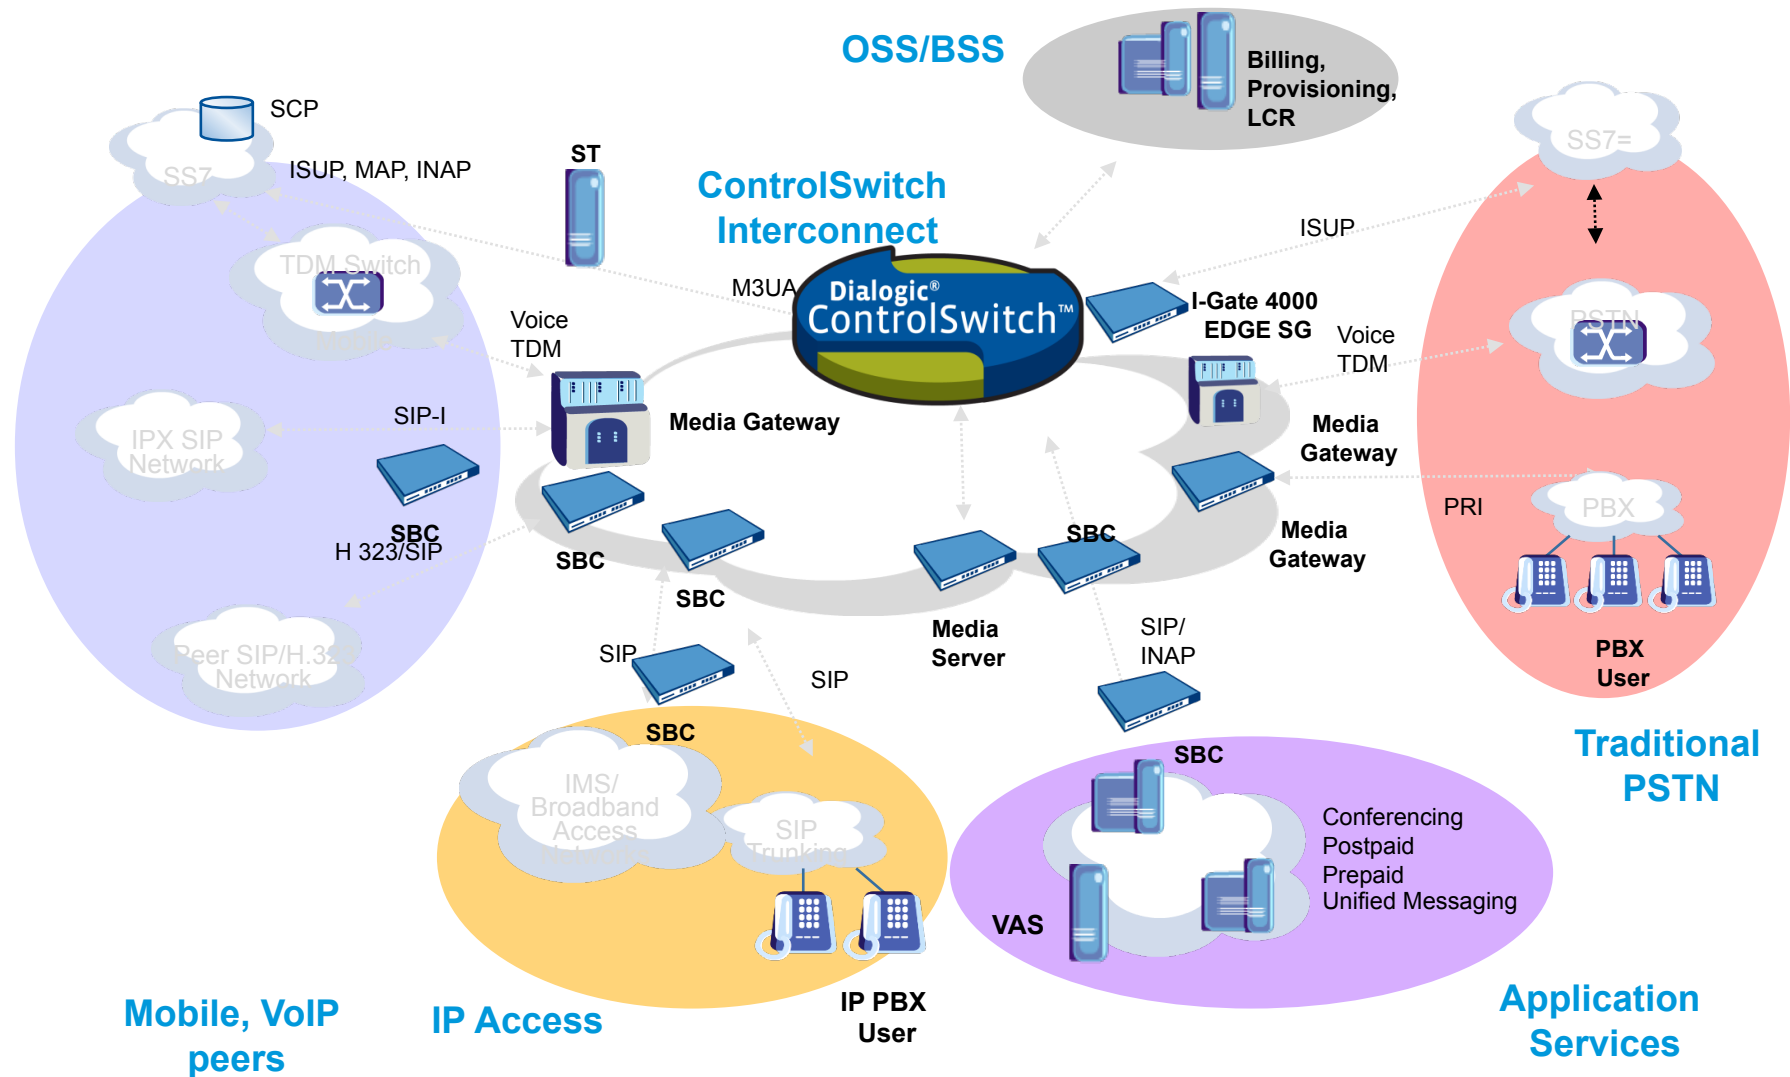 OSS/BSS
Billing,
Provisioning,
LCR
SCP
SS7
ISUP, MAP, INAP
ST
ControlSwitch
Interconnect
SS7=
ISUP
TDM Switch
M3UA
Dialogic®
ControlSwitch™
I-Gate 4000
EDGE SG
PSTN
Voice
TDM
Voice
TDM
Media Gateway
Media
Gateway
SIP-I
IPX SIP
Network
SBC
H 323/SIP
SBC
SBC
SBC
Media
Gateway
PRI
PBX
Media
Server
SIP/
INAP
PBX
User
Peer SIP/H.323
Network
SIP
SIP
SBC
SBC
Traditional
PSTN
IMS/
Broadband
Access
Network
SIP
Trunking
Conferencing
Postpaid
Prepaid
Unified Messaging
VAS
IP PBX
User
Mobile, VoIP
peers
IP Access
Application
Services